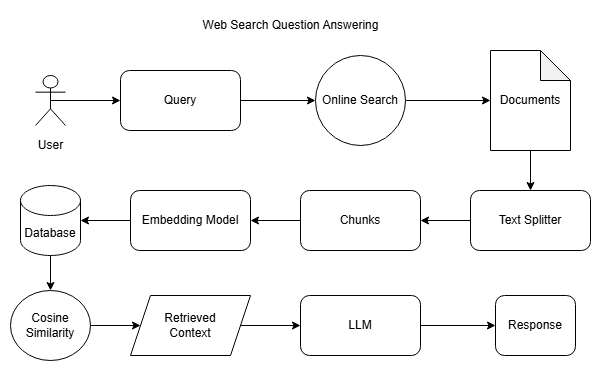 Web Search Question Answering
Query
Online Search
Documents
User
Database
Embedding Model
Chunks
Text Splitter
Cosine
Similarity
Retrieved
Context
LLM
Response